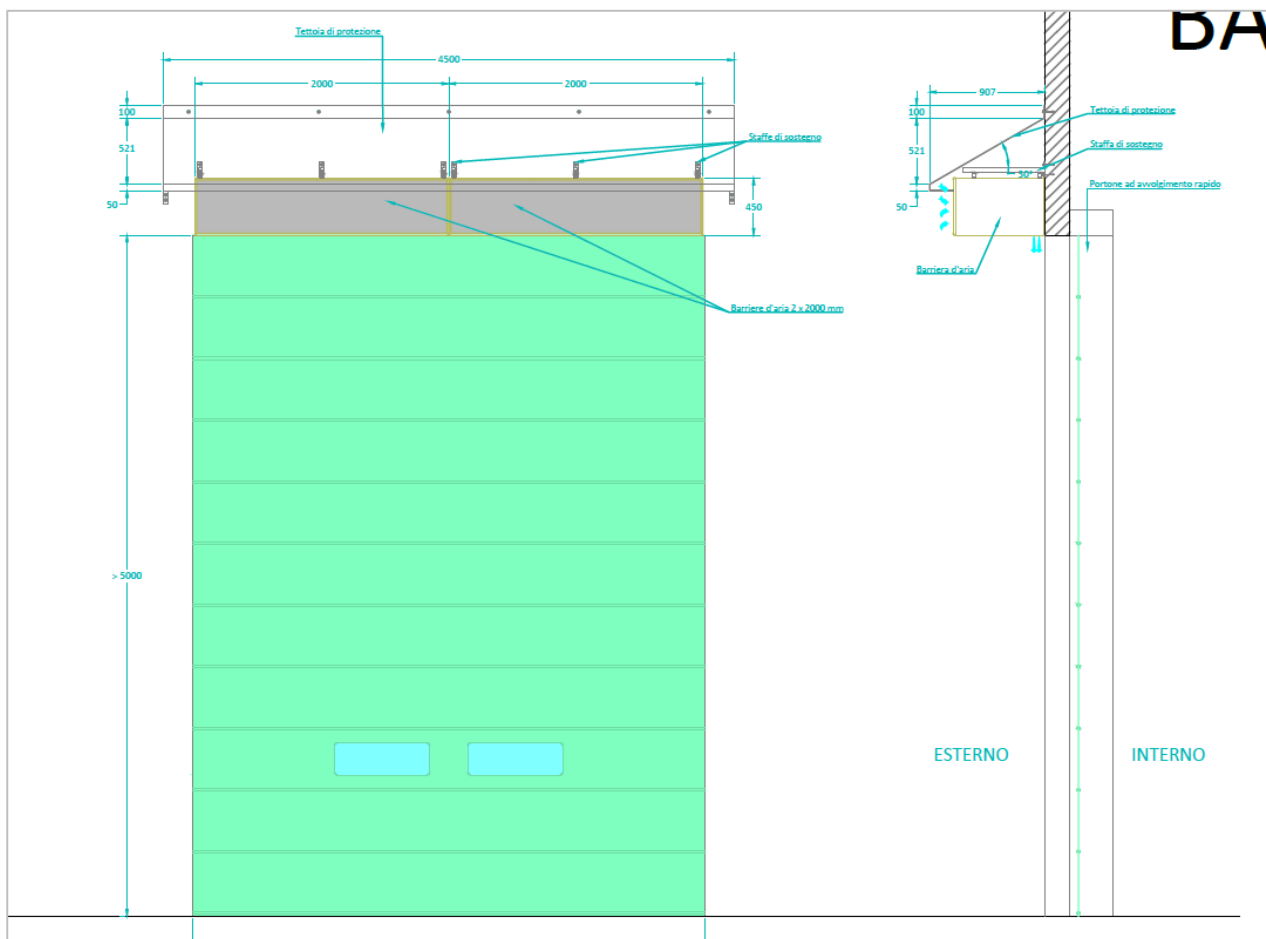 BA
Tettoia di protezione
4500
2000
2000
100
521
50
Staffe di sostegno
450
Barriere d'aria 2 x 2000 mm
> 5000
907
100
521
50
Tettoia di protezione
Staffa di sostegno
30°
Portone ad avvolgimento rapido
Barriera d'aria
ESTERNO
INTERNO